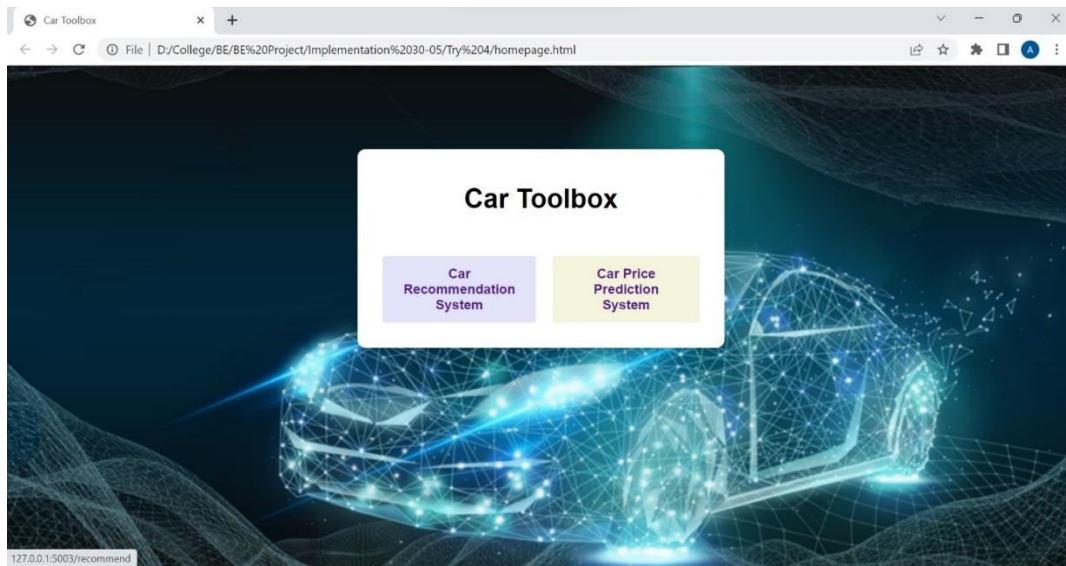 Car Toolbox
File | D:/College/BE/BE%20Project/Implementation%2030-05/Try%204/homepage.html
A
Car Toolbox
Car
Recommendation
System
Car Price
Prediction
System
127.0.0.1:5003/recommend